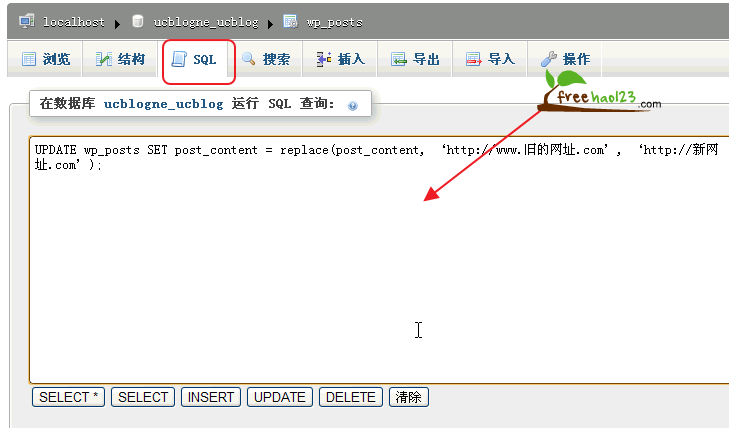 localhost ▸ ucblogne_ucblog ▸ wp_posts
浏览 结构 SQL 搜索 插入 导出 导入 操作
freehao123.com
在数据库 ucblogne_ucblog 运行 SQL 查询:
UPDATE wp_posts SET post_content = replace(post_content, ‘http://www.旧的网址.com’, ‘http://新网
址.com’);
SELECT * SELECT INSERT UPDATE DELETE 清除